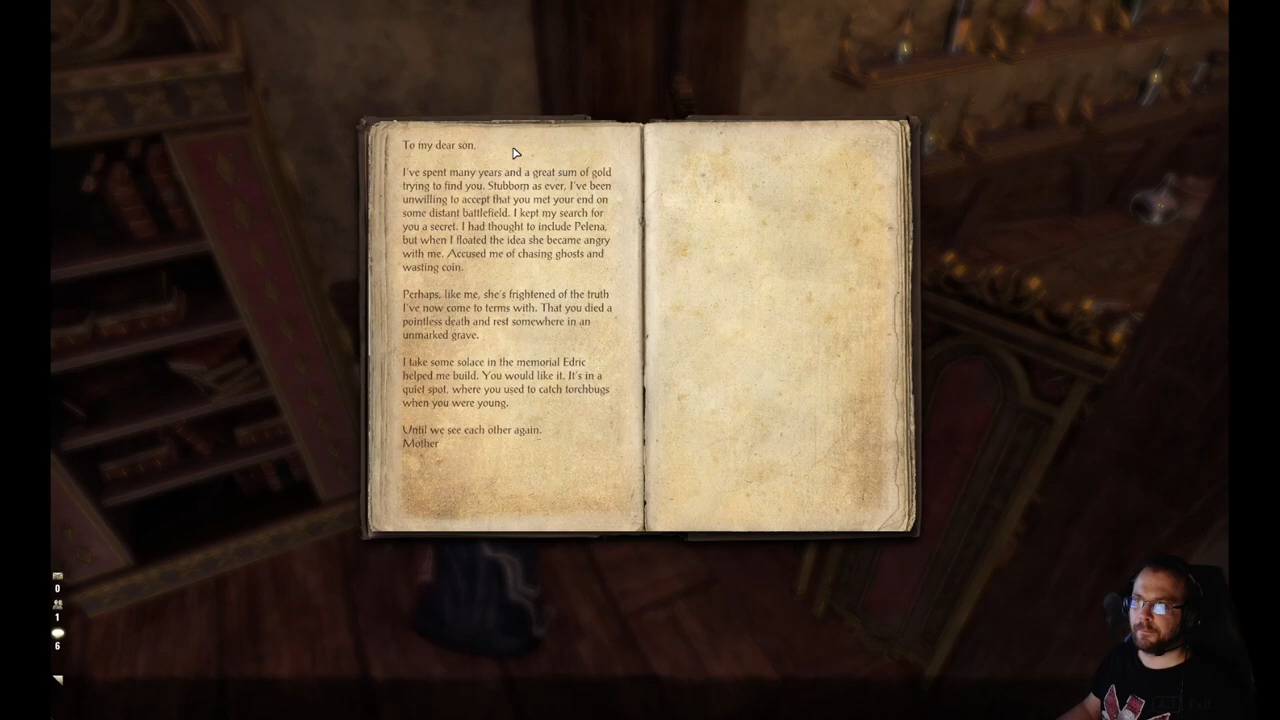 To my dear son,
I've spent many years and a great sum of gold
trying to find you. Stubborn as ever, I've been
unwilling to accept that you met your end on
some distant battlefield. I kept my search for
you a secret. I had thought to include Pelena,
but when I floated the idea she became angry
with me. Accused me of chasing ghosts and
wasting coin.
Perhaps, like me, she's frightened of the truth
I've now come to terms with. That you died a
pointless death and rest somewhere in an
unmarked grave.
I take some solace in the memorial Edric
helped me build. You would like it. It's in a
quiet spot, where you used to catch torchbugs
when you were young.
Until we see each other again,
Mother
0
1
6
Exit